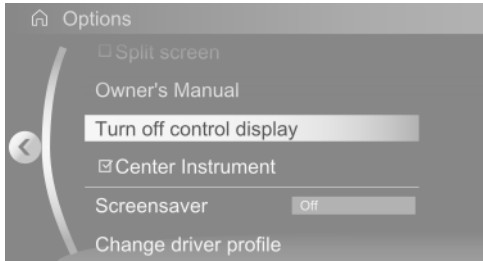 Options
Split screen
Owner's Manual
Turn off control display
Center Instrument
Screensaver Off
Change driver profile